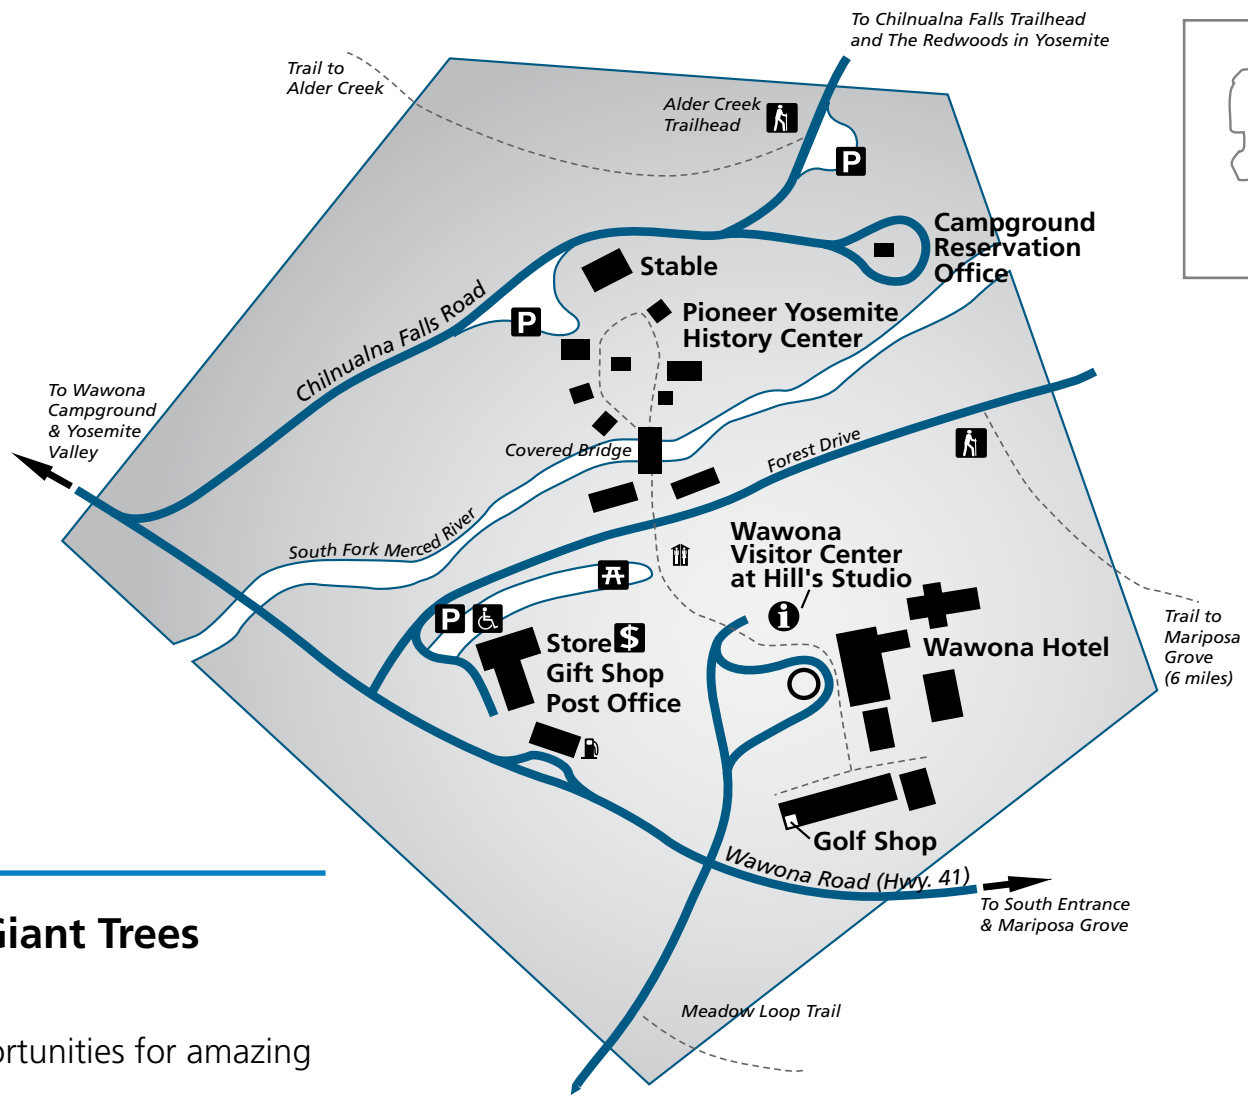 To Chilnualna Falls Trailhead
and The Redwoods in Yosemite
Trail to
Alder Creek
Alder Creek
Trailhead
P
Campground
Reservation
Office
Stable
Chilnualna Falls Road
P
Pioneer Yosemite
History Center
To Wawona
Campground
& Yosemite
Valley
Covered Bridge
Forest Drive
South Fork Merced River
Wawona
Visitor Center
at Hill's Studio
i
P
Store $
Gift Shop
Post Office
Wawona Hotel
Trail to
Mariposa
Grove
(6 miles)
Golf Shop
Wawona Road (Hwy. 41)
To South Entrance
& Mariposa Grove
Giant Trees
Meadow Loop Trail
ortunities for amazing